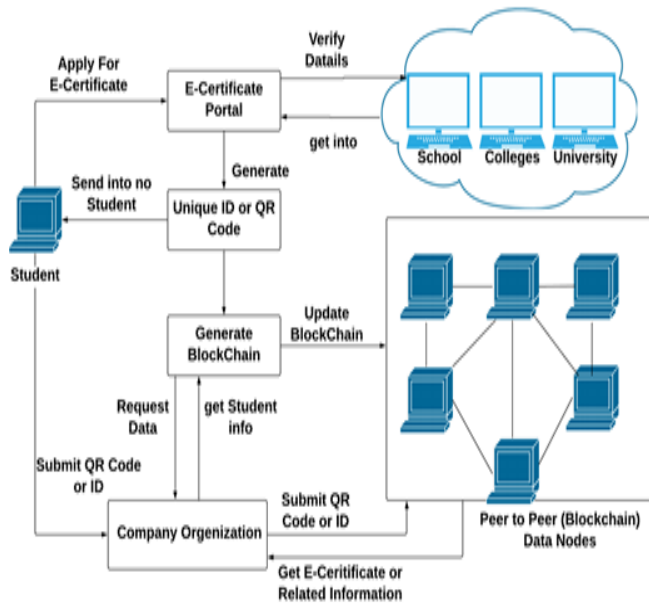 Apply For
E-Certificate
E-Certificate
Portal
Verify
Datails
get into
School
Colleges
University
Generate
Send into no
Student
Unique ID or QR
Code
Student
Generate
BlockChain
Update
BlockChain
Request
Data
get Student
info
Submit QR Code
or ID
Company Orgenization
Submit QR
Code or ID
Peer to Peer (Blockchain)
Data Nodes
Get E-Ceritificate or
Related Information